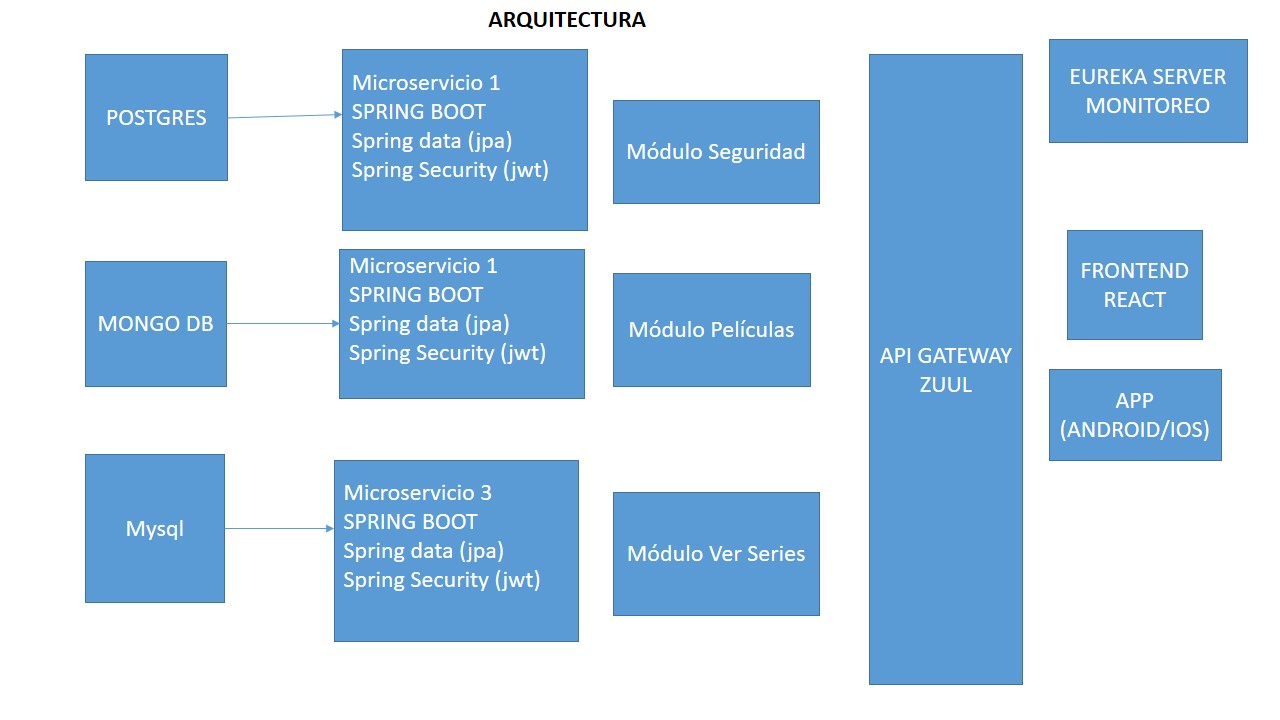 ARQUITECTURA
POSTGRES
Microservicio 1
SPRING BOOT
Spring data (jpa)
Spring Security (jwt)
Módulo Seguridad
MONGO DB
Microservicio 1
SPRING BOOT
Spring data (jpa)
Spring Security (jwt)
Módulo Películas
Mysql
Microservicio 3
SPRING BOOT
Spring data (jpa)
Spring Security (jwt)
Módulo Ver Series
API GATEWAY
ZUUL
EUREKA SERVER
MONITOREO
FRONTEND
REACT
APP
(ANDROID/IOS)